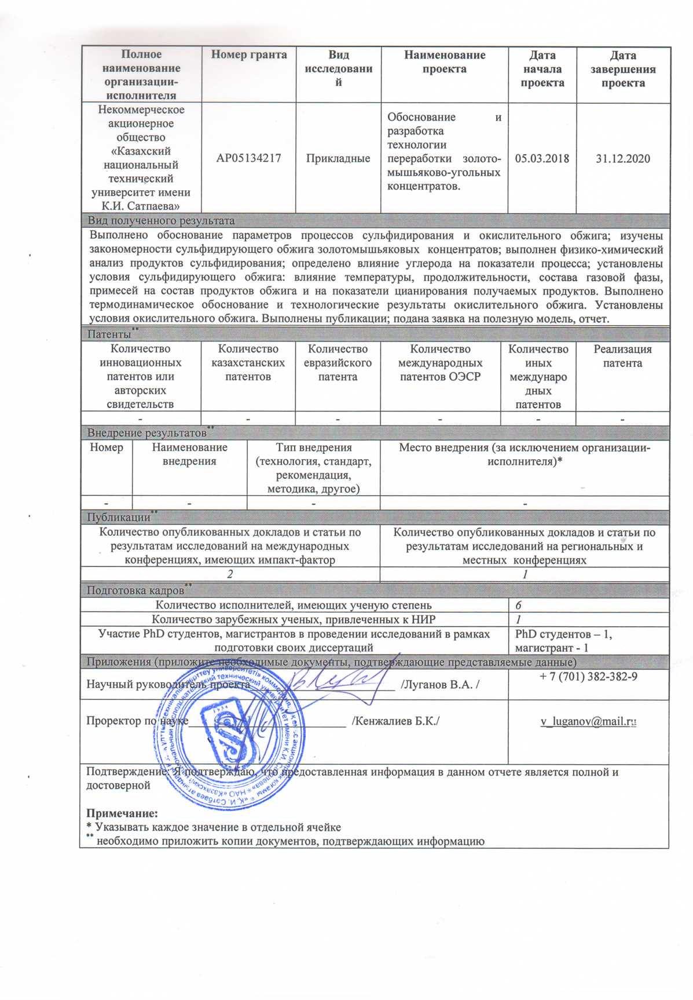 Полное
наименование
организации-
исполнителя
Номер гранта
Вид
исследовани
й
Наименование
проекта
Дата
начала
проекта
Дата
завершения
проекта
Некоммерческое
акционерное
общество
«Казахский
национальный
технический
университет имени
К.И. Сатпаева»
АР05134217
Прикладные
Обоснование и
разработка
технологии
переработки золото-
мышьяково-угольных
концентратов.
05.03.2018
31.12.2020
Вид полученного результата
Выполнено обоснование параметров процессов сульфидирования и окислительного обжига; изучены
закономерности сульфидирующего обжига золотомышьяковых концентратов; выполнен физико-химический
анализ продуктов сульфидирования; определено влияние углерода на показатели процесса; установлены
условия сульфидирующего обжига: влияние температуры, продолжительности, состава газовой фазы,
примесей на состав продуктов обжига и на показатели цианирования получаемых продуктов. Выполнено
термодинамическое обоснование и технологические результаты окислительного обжига. Установлены
условия окислительного обжига. Выполнены публикации; подана заявка на полезную модель, отчет.
Патенты**
Количество
инновационных
патентов или
авторских
свидетельств
Количество
казахстанских
патентов
Количество
евразийского
патента
Количество
международных
патентов ОЭСР
Количество
иных
междунаро
дных
патентов
Реализация
патента
- - - - - -
Внедрение результатов**
Номер
Наименование
внедрения
Тип внедрения
(технология, стандарт,
рекомендация,
методика, другое)
Место внедрения (за исключением организации-
исполнителя)*
- - - -
Публикации**
Количество опубликованных докладов и статьи по
результатам исследований на международных
конференциях, имеющих импакт-фактор
Количество опубликованных докладов и статьи по
результатам исследований на региональных и
местных конференциях
2 1
Подготовка кадров**
Количество исполнителей, имеющих ученую степень 6
Количество зарубежных ученых, привлеченных к НИР 1
Участие PhD студентов, магистрантов в проведении исследований в рамках
подготовки своих диссертаций
PhD студентов – 1,
магистрант - 1
Приложения (приложите необходимые документы, подтверждающие представляемые данные)
Научный руководитель проекта /Луганов В.А. /
+ 7 (701) 382-382-9
Проректор по науке /Кенжалиев Б.К./
v_luganov@mail.ru
1934
Подтверждение: Я подтверждаю, что предоставленная информация в данном отчете является полной и
достоверной
Примечание:
* Указывать каждое значение в отдельной ячейке
** необходимо приложить копии документов, подтверждающих информацию